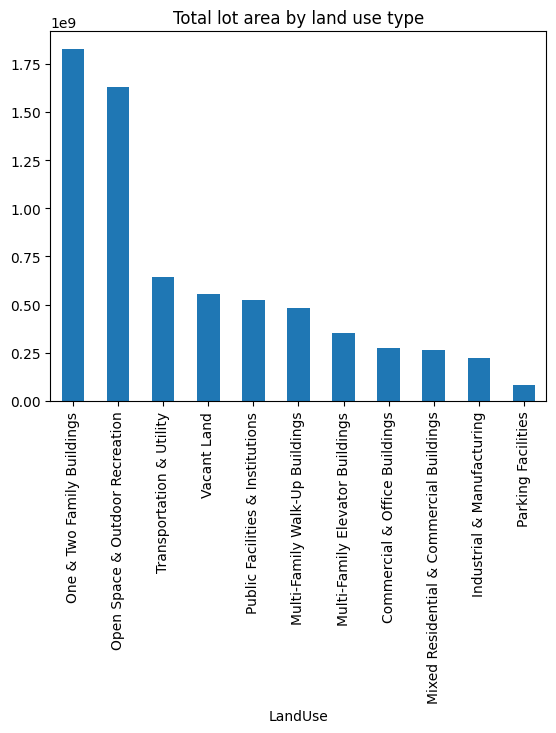 Total lot area by land use type
1e9
1.75
1.50
1.25
1.00
0.75
0.50
0.25
0.00
One & Two Family Buildings
Open Space & Outdoor Recreation
Transportation & Utility
Vacant Land
Public Facilities & Institutions
Multi-Family Walk-Up Buildings
Multi-Family Elevator Buildings
Commercial & Office Buildings
Mixed Residential & Commercial Buildings
Industrial & Manufacturing
Parking Facilities
LandUse